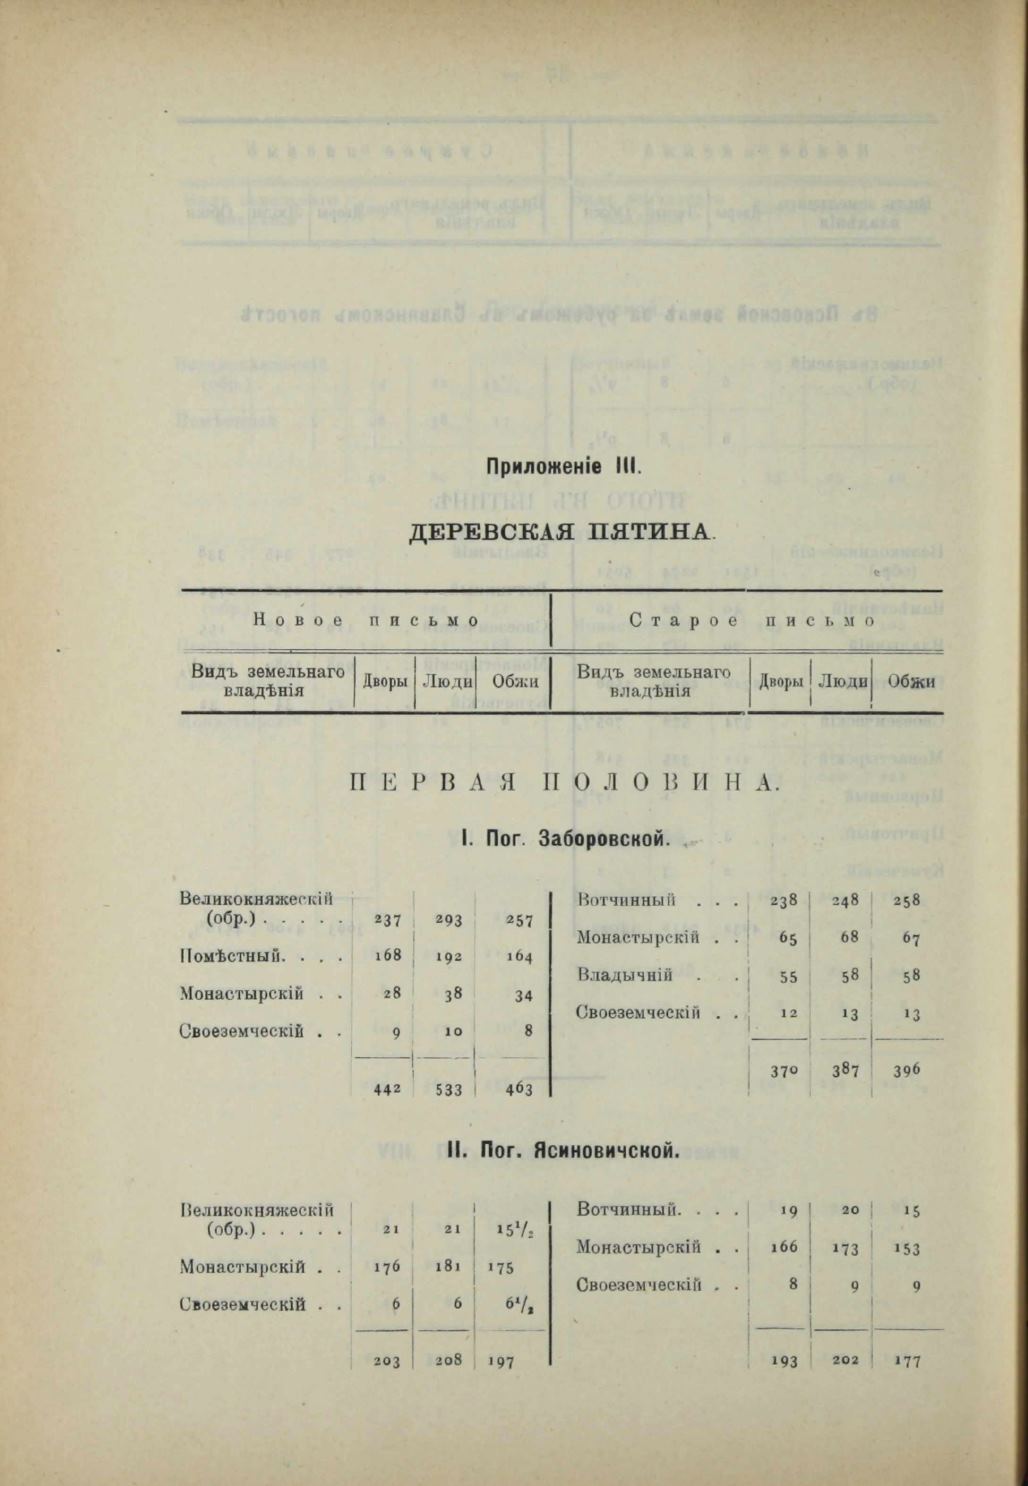 Приложеніе III.
ДЕРЕВСКАЯ ПЯТИНА.
Новое письмо Старое письмо
Видъ земельнаго владѣнія Дворы Люди Обжи Видъ земельнаго владѣнія Дворы Люди Обжи
ПЕРВАЯ ПОЛОВИНА.
I. Пог. Заборовской.
Великокняжескій
(обр.) . . . . . 237 293 257
Помѣстный. . . . 168 192 164
Монастырскій . . 28 38 34
Своеземческій . . 9 10 8
442 533 463
Вотчинный . . . 238 248 258
Монастырскій . . 65 68 67
Владычній . . 55 58 58
Своеземческій . . 12 13 13
370 387 396
II. Пог. Ясиновичской.
Великокняжескій
(обр.) . . . . . 21 21 15½
Монастырскій . . 176 181 175
Своеземческій . . 6 6 6½
203 208 197
Вотчинный. . . . 19 20 15
Монастырскій . . 166 173 153
Своеземческій . . 8 9 9
193 202 177